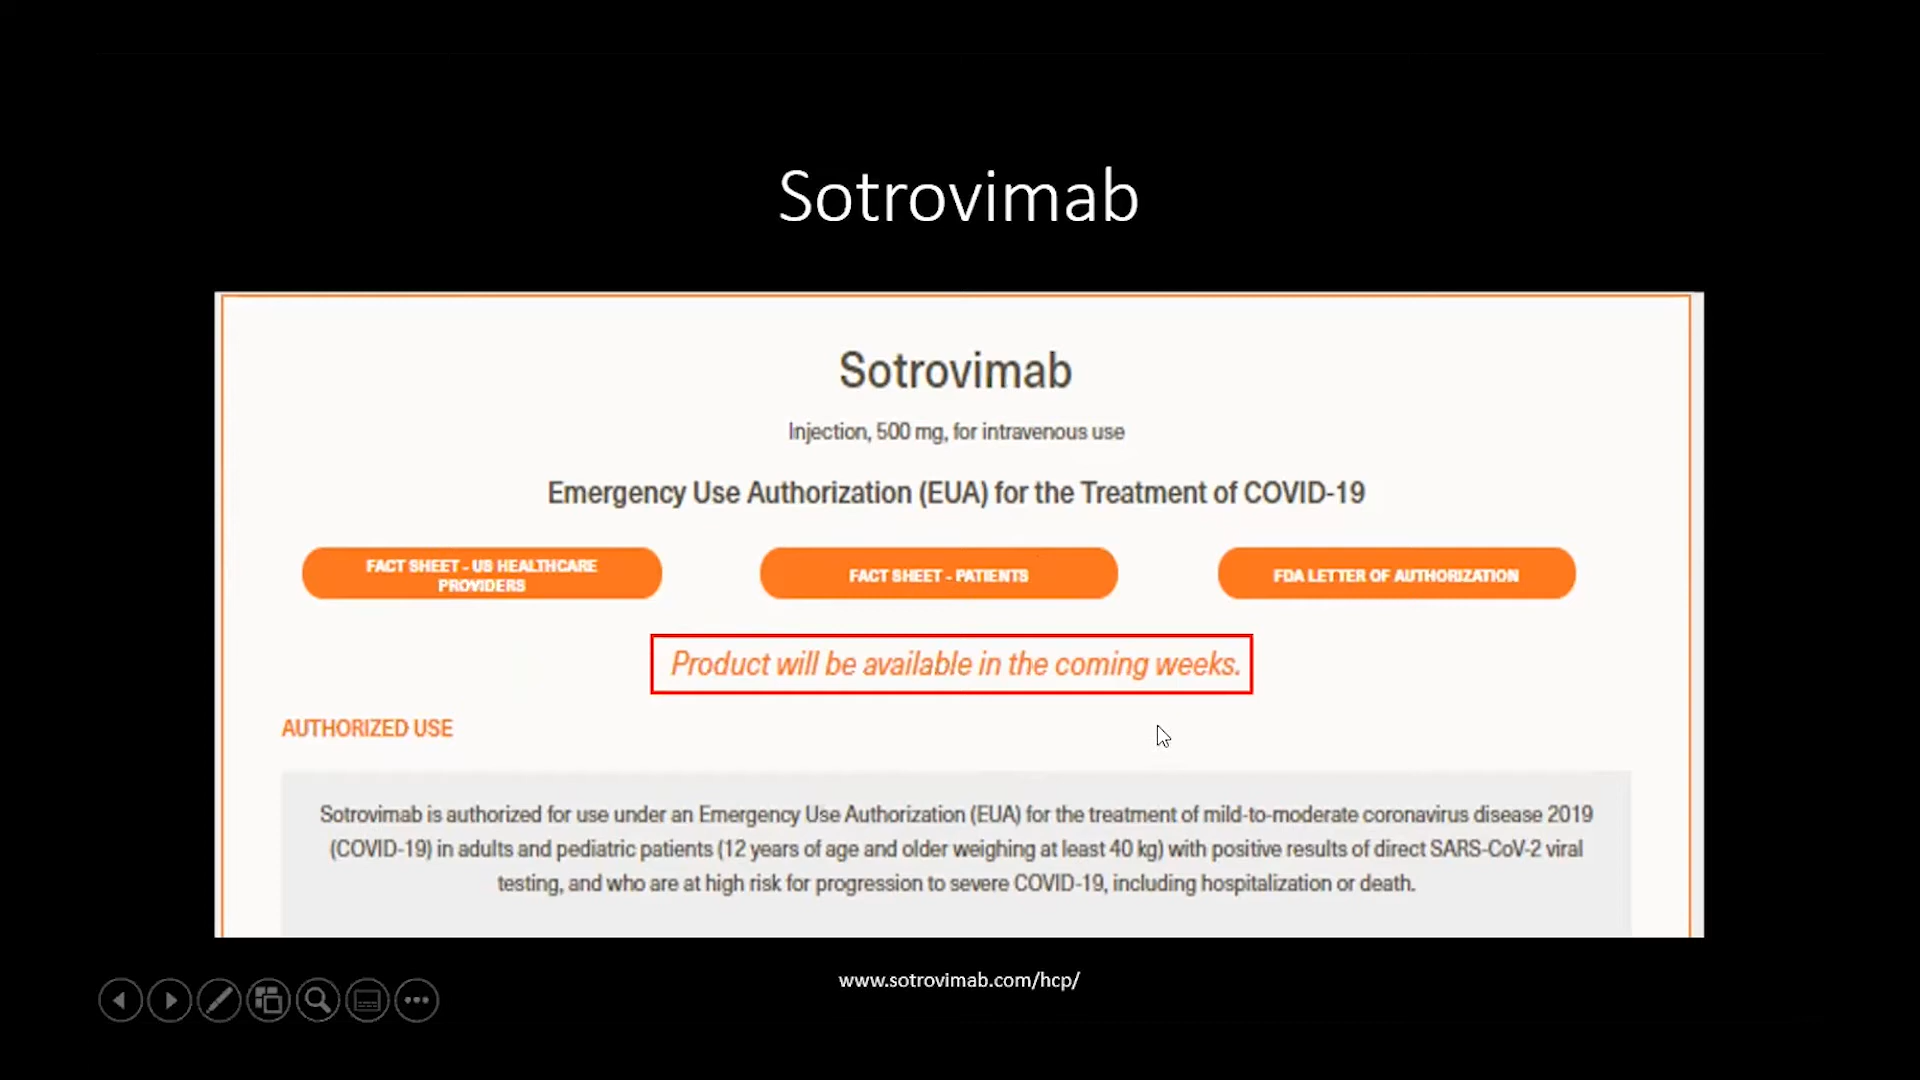 Sotrovimab
Sotrovimab
Injection, 500 mg, for intravenous use
Emergency Use Authorization (EUA) for the Treatment of COVID-19
FACT SHEET - US HEALTHCARE
PROVIDERS
FACT SHEET - PATIENTS
FDA LETTER OF AUTHORIZATION
Product will be available in the coming weeks.
AUTHORIZED USE
Sotrovimab is authorized for use under an Emergency Use Authorization (EUA) for the treatment of mild-to-moderate coronavirus disease 2019
(COVID-19) in adults and pediatric patients (12 years of age and older weighing at least 40 kg) with positive results of direct SARS-CoV-2 viral
testing, and who are at high risk for progression to severe COVID-19, including hospitalization or death.
www.sotrovimab.com/hcp/